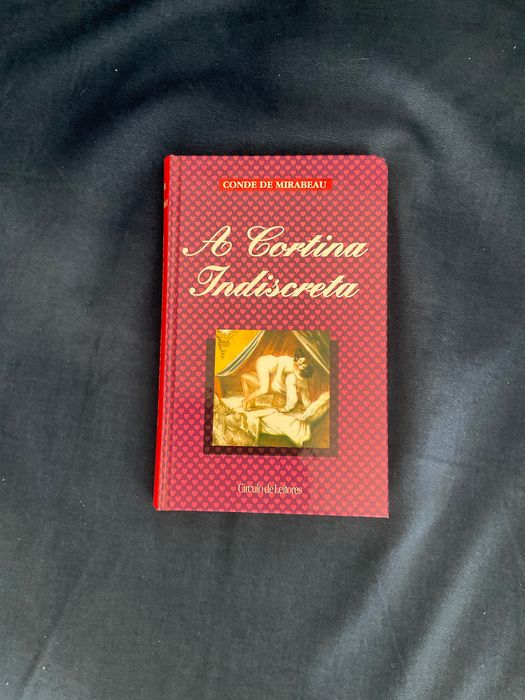 CONDE DE MIRABEAU
A Cortina
Indiscreta
Círculo de Leitores